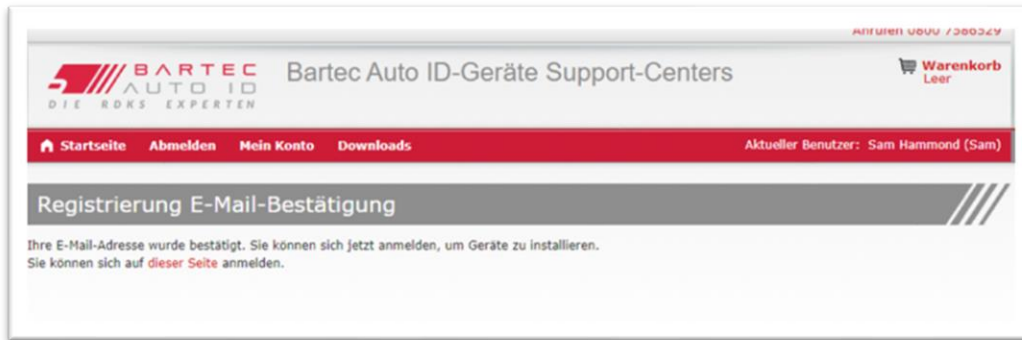 Anrufen 0800 7586529
BARTEC
AUTO ID
DIE RDKS EXPERTEN
Bartec Auto ID-Geräte Support-Centers
Warenkorb
Leer
Startseite Abmelden Mein Konto Downloads Aktueller Benutzer: Sam Hammond (Sam)
Registrierung E-Mail-Bestätigung
Ihre E-Mail-Adresse wurde bestätigt. Sie können sich jetzt anmelden, um Geräte zu installieren.
Sie können sich auf dieser Seite anmelden.